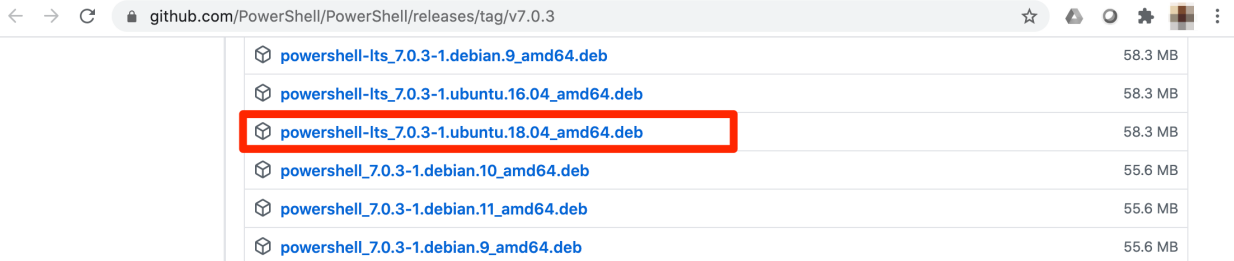 github.com/PowerShell/PowerShell/releases/tag/v7.0.3
powershell-lts_7.0.3-1.debian.9_amd64.deb 58.3 MB
powershell-lts_7.0.3-1.ubuntu.16.04_amd64.deb 58.3 MB
powershell-lts_7.0.3-1.ubuntu.18.04_amd64.deb 58.3 MB
powershell_7.0.3-1.debian.10_amd64.deb 55.6 MB
powershell_7.0.3-1.debian.11_amd64.deb 55.6 MB
powershell_7.0.3-1.debian.9_amd64.deb 55.6 MB